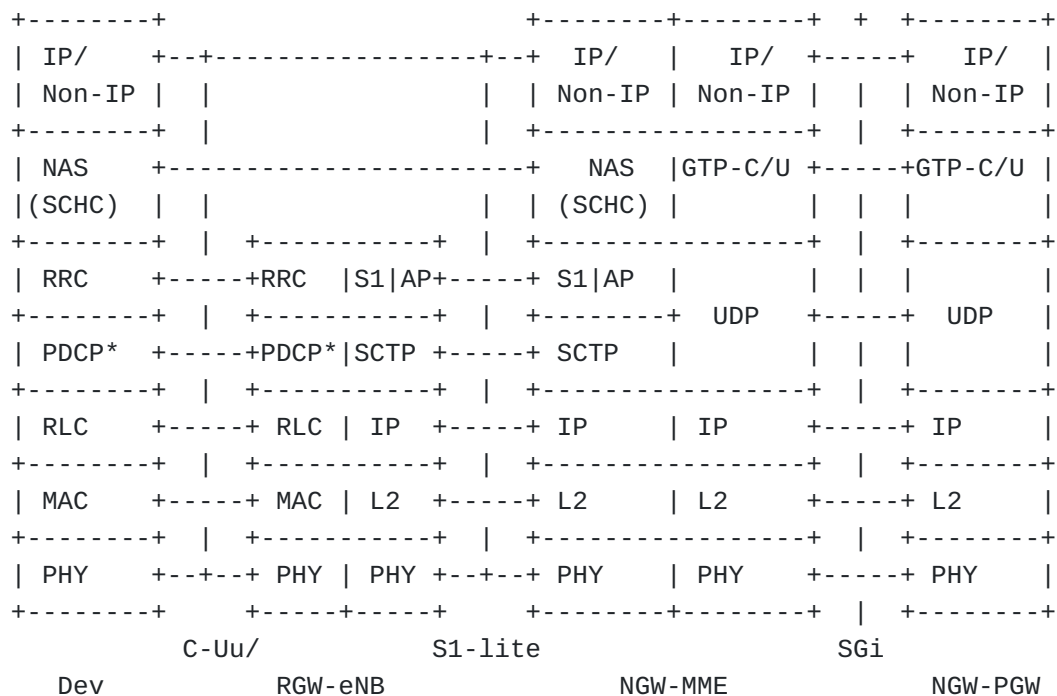 +--------+                        +--------+--------+  +  +--------+
| IP/    +--+-----------------+--+  IP/   |   IP/  +-----+   IP/  |
| Non-IP |  |                 |  | Non-IP | Non-IP |  |  | Non-IP |
+--------+  |                 |  +-----------------+  |  +--------+
| NAS    +-----------------------+   NAS  |GTP-C/U +-----+GTP-C/U |
|(SCHC)  |  |                 |  | (SCHC) |        |  |  |        |
+--------+  |  +-----------+  |  +-----------------+  |  +--------+
| RRC    +-----+RRC  |S1|AP+-----+ S1|AP  |        |  |  |        |
+--------+  |  +-----------+  |  +--------+  UDP   +-----+  UDP   |
| PDCP*  +-----+PDCP*|SCTP +-----+ SCTP   |        |  |  |        |
+--------+  |  +-----------+  |  +-----------------+  |  +--------+
| RLC    +-----+ RLC | IP  +-----+ IP     | IP     +-----+ IP     |
+--------+  |  +-----------+  |  +-----------------+  |  +--------+
| MAC    +-----+ MAC | L2  +-----+ L2     | L2     +-----+ L2     |
+--------+  |  +-----------+  |  +-----------------+  |  +--------+
| PHY    +--+--+ PHY | PHY +--+--+ PHY    | PHY    +-----+ PHY    |
+--------+     +-----+-----+     +--------+--------+  |  +--------+
           C-Uu/           S1-lite                   SGi
   Dev           RGW-eNB               NGW-MME             NGW-PGW